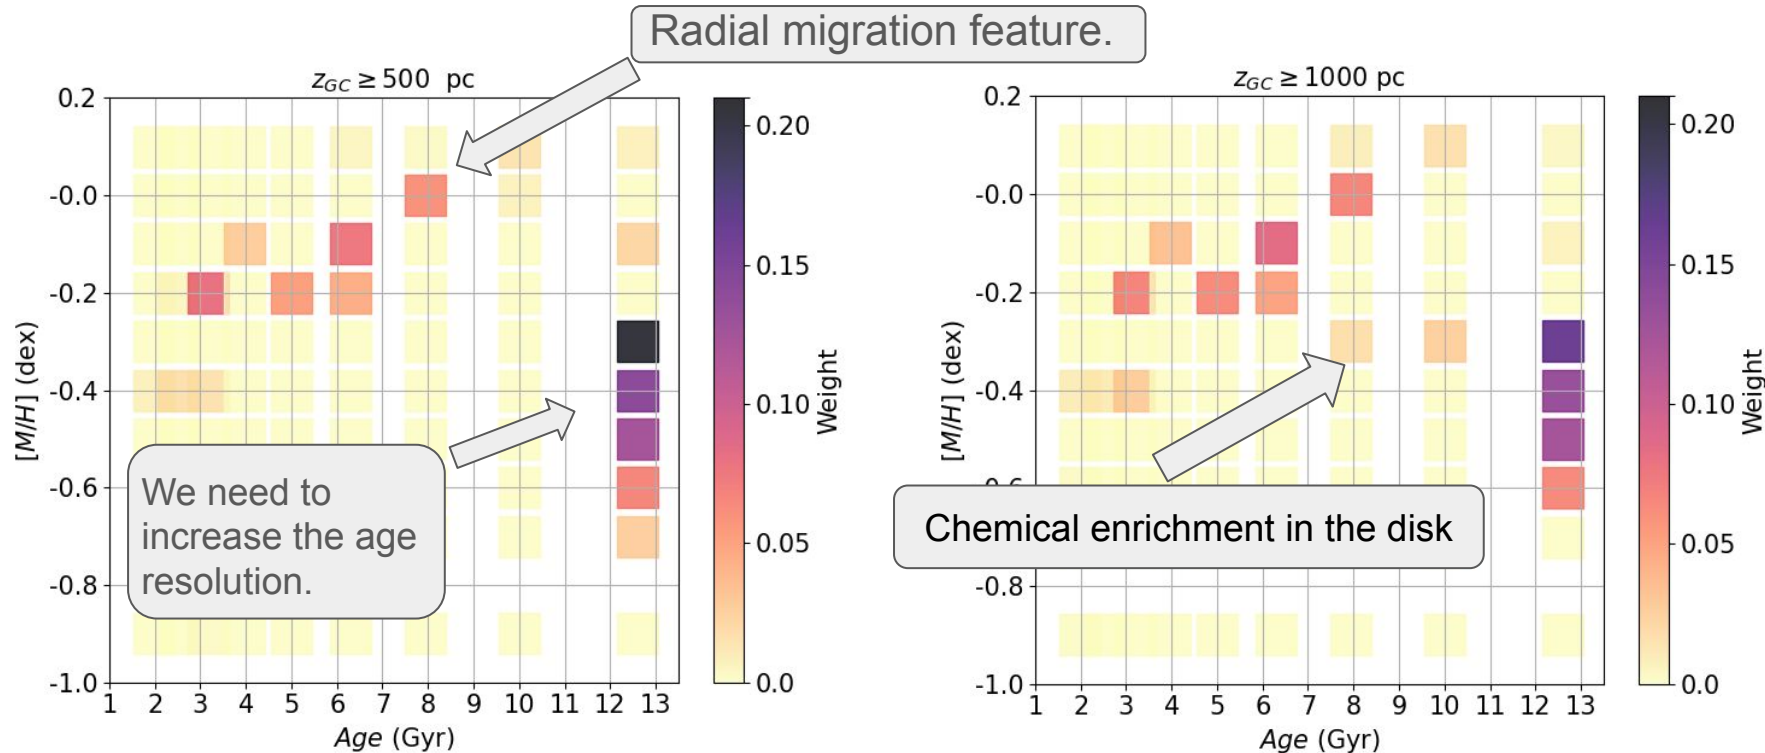 Radial migration feature.
z_GC ≥ 500 pc
0.2
-0.0
-0.2
-0.4
-0.6
-0.8
-1.0
[M/H] (dex)
1 2 3 4 5 6 7 8 9 10 11 12 13
Age (Gyr)
0.20
0.15
0.10
0.05
0.0
Weight
We need to
increase the age
resolution.
z_GC ≥ 1000 pc
0.2
-0.0
-0.2
-0.4
-0.8
-1.0
[M/H] (dex)
1 2 3 4 5 6 7 8 9 10 11 12 13
Age (Gyr)
0.20
0.15
0.10
0.05
0.0
Weight
Chemical enrichment in the disk